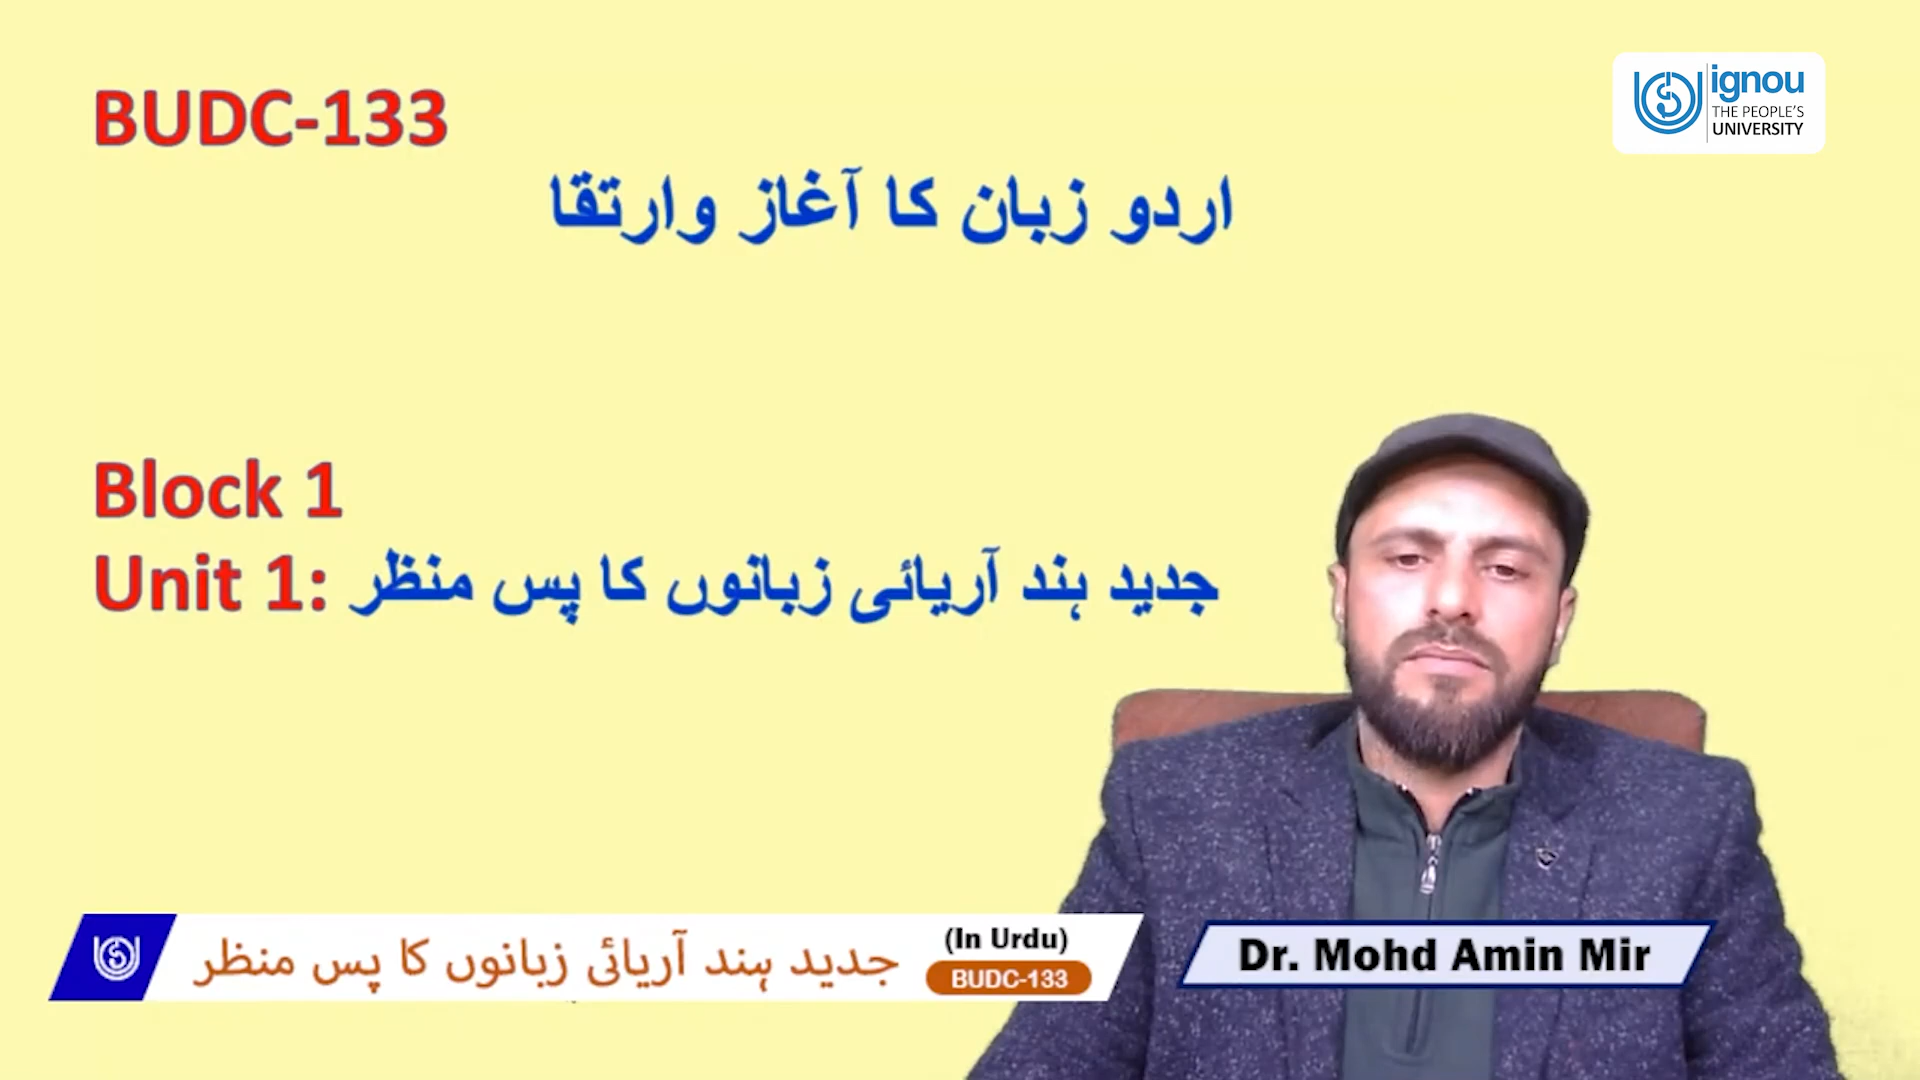 ignou
THE PEOPLE'S
UNIVERSITY
BUDC-133
اردو زبان کا آغاز وارتقا
Block 1
Unit 1: جدید ہند آریائی زبانوں کا پس منظر
جدید ہند آریائی زبانوں کا پس منظر
(In Urdu)
BUDC-133
Dr. Mohd Amin Mir